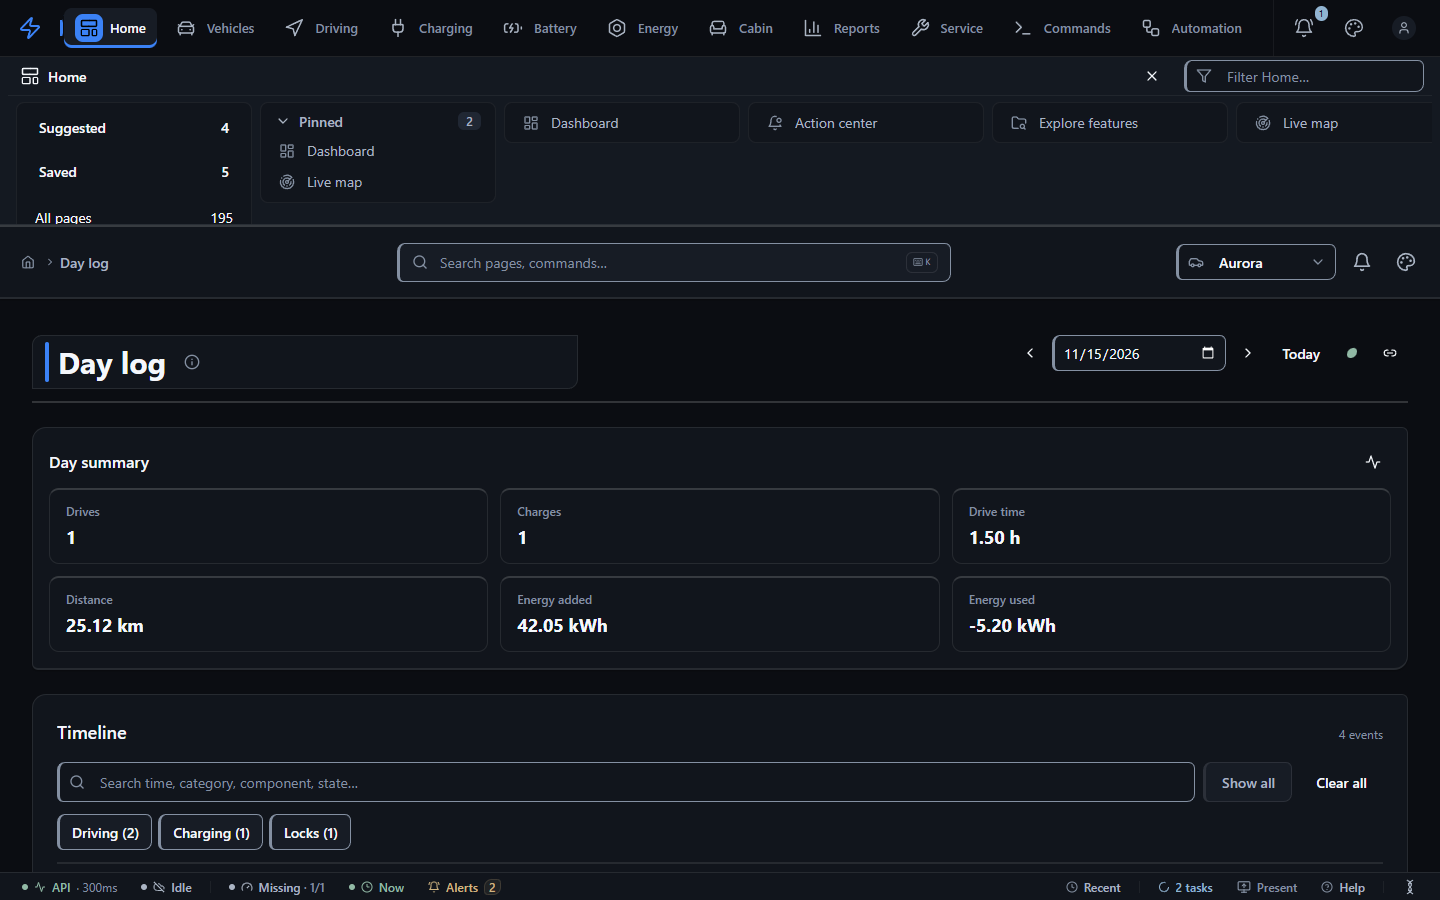 Home
Vehicles
Driving
Charging
Battery
Energy
Cabin
Reports
Service
Commands
Automation
1
Home
Filter Home...
Suggested 4
Saved 5
All pages 195
Pinned 2
Dashboard
Live map
Dashboard
Action center
Explore features
Live map
Day log
Search pages, commands...
K
Aurora
Day log
11/15/2026
Today
Day summary
Drives
1
Charges
1
Drive time
1.50 h
Distance
25.12 km
Energy added
42.05 kWh
Energy used
-5.20 kWh
Timeline
4 events
Search time, category, component, state...
Show all
Clear all
Driving (2)
Charging (1)
Locks (1)
API · 300ms
Idle
Missing · 1/1
Now
Alerts 2
Recent
2 tasks
Present
Help